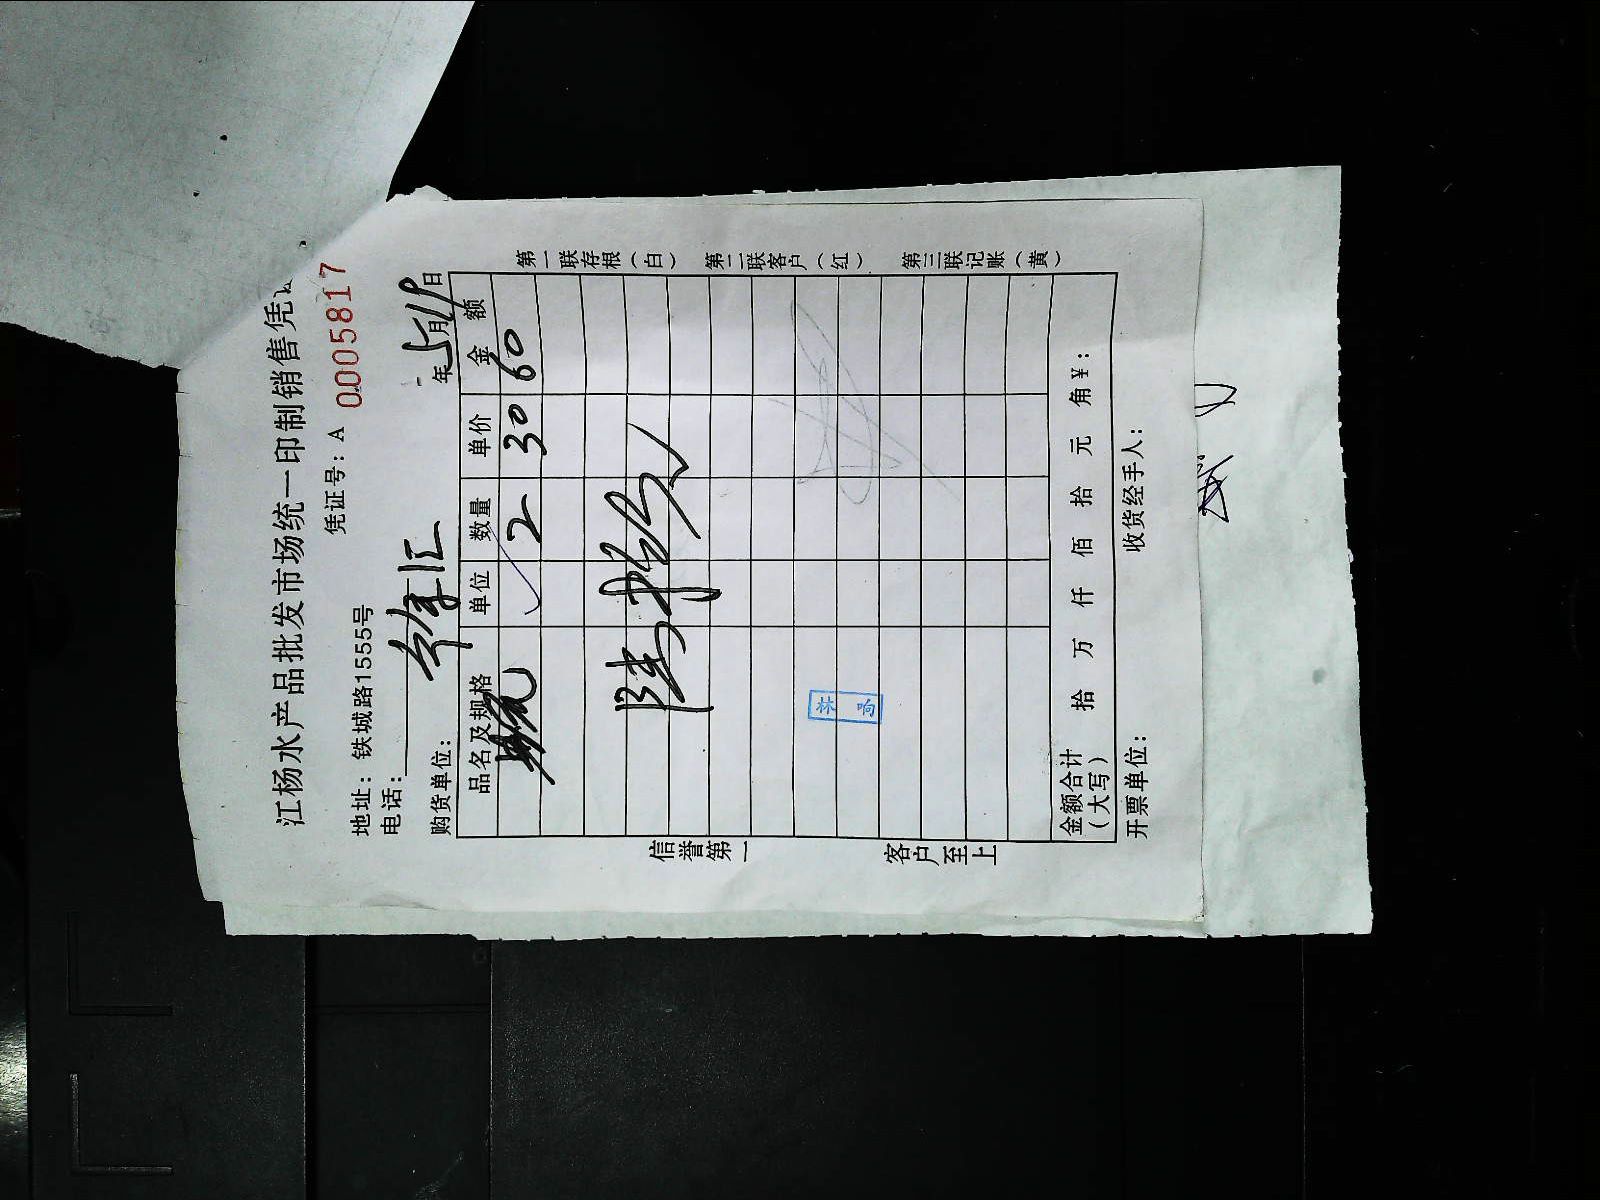 江杨水产品批发市场统一印制销售凭
凭证号：A 0005817
地址：铁城路1555号
电话：
购货单位： 徐汇
年5月19日
品名及规格 单位 数量 单价 金额
2 30 60
林 响
金额合计（大写） 拾 万 仟 佰 拾 元 角￥：
开票单位： 收货经手人：
信誉第一
客户至上
第一联存根（白）
第二联客户（红）
第三联记账（黄）